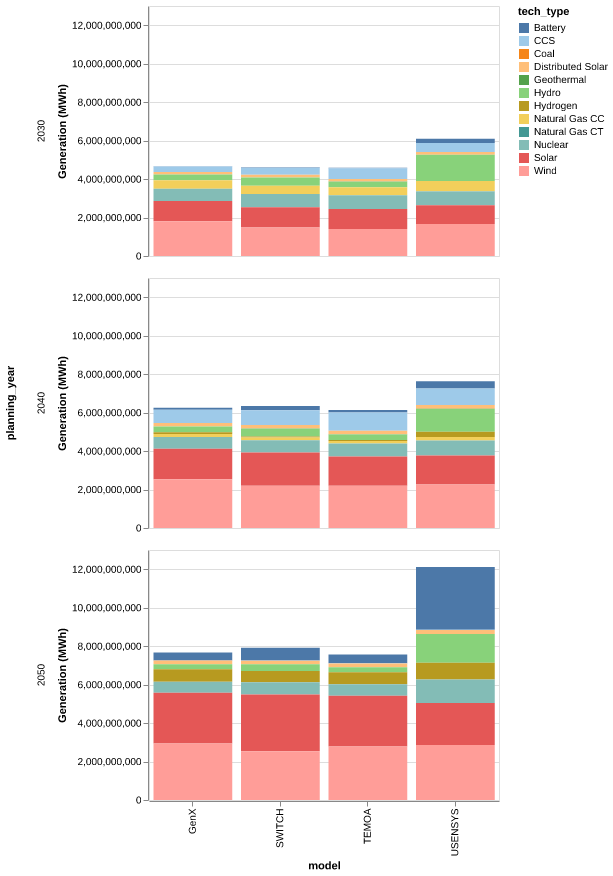 tech_type
Battery
CCS
Coal
Distributed Solar
Geothermal
Hydro
Hydrogen
Natural Gas CC
Natural Gas CT
Nuclear
Solar
Wind
planning_year
2030
Generation (MWh)
12,000,000,000
10,000,000,000
8,000,000,000
6,000,000,000
4,000,000,000
2,000,000,000
0
2040
Generation (MWh)
12,000,000,000
10,000,000,000
8,000,000,000
6,000,000,000
4,000,000,000
2,000,000,000
0
2050
Generation (MWh)
12,000,000,000
10,000,000,000
8,000,000,000
6,000,000,000
4,000,000,000
2,000,000,000
0
GenX
SWITCH
TEMOA
USENSYS
model